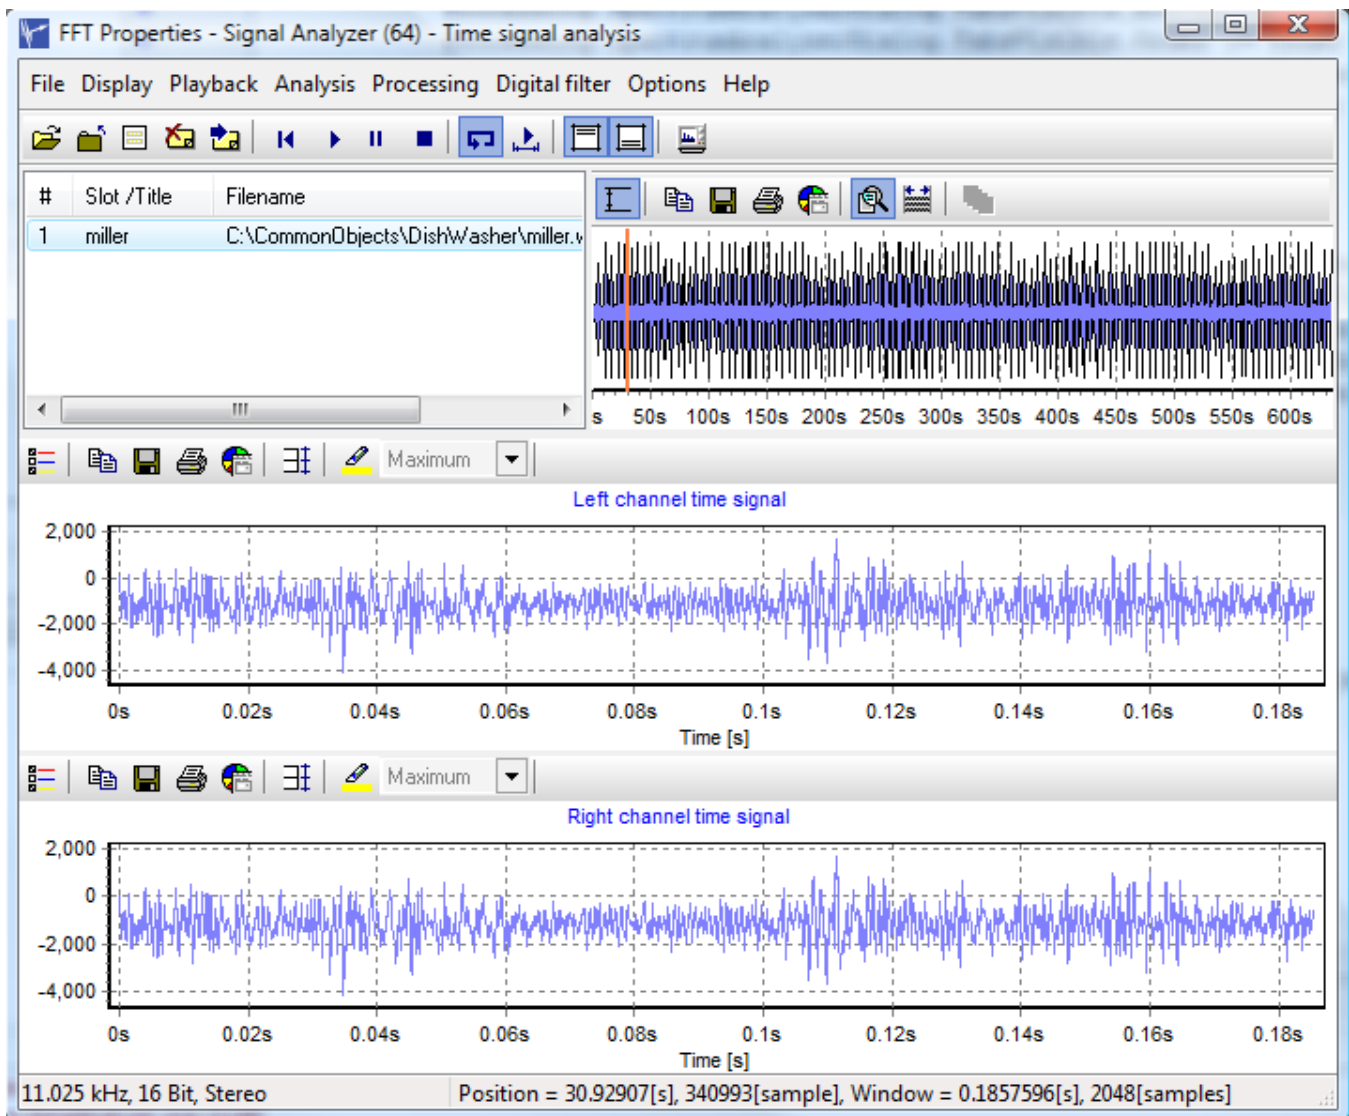 FFT Properties - Signal Analyzer (64) - Time signal analysis
File Display Playback Analysis Processing Digital filter Options Help
# Slot /Title Filename
1 miller C:\CommonObjects\DishWasher\miller.w
s 50s 100s 150s 200s 250s 300s 350s 400s 450s 500s 550s 600s
Maximum
Left channel time signal
2,000
0
-2,000
-4,000
0s 0.02s 0.04s 0.06s 0.08s 0.1s 0.12s 0.14s 0.16s 0.18s
Time [s]
Maximum
Right channel time signal
2,000
0
-2,000
-4,000
0s 0.02s 0.04s 0.06s 0.08s 0.1s 0.12s 0.14s 0.16s 0.18s
Time [s]
11.025 kHz, 16 Bit, Stereo Position = 30.92907[s], 340993[sample], Window = 0.1857596[s], 2048[samples]